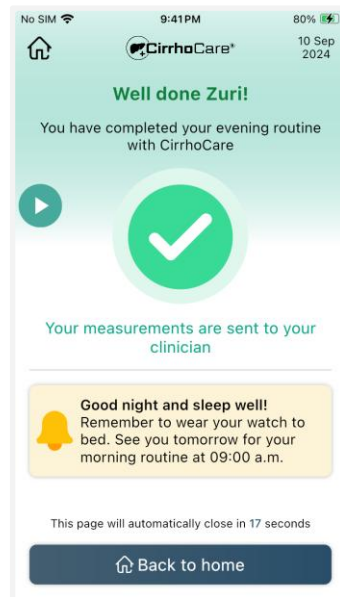 No SIM 9:41 PM 80%
CirrhoCare®
10 Sep
2024
Well done Zuri!
You have completed your evening routine
with CirrhoCare
Your measurements are sent to your
clinician
Good night and sleep well!
Remember to wear your watch to
bed. See you tomorrow for your
morning routine at 09:00 a.m.
This page will automatically close in 17 seconds
Back to home